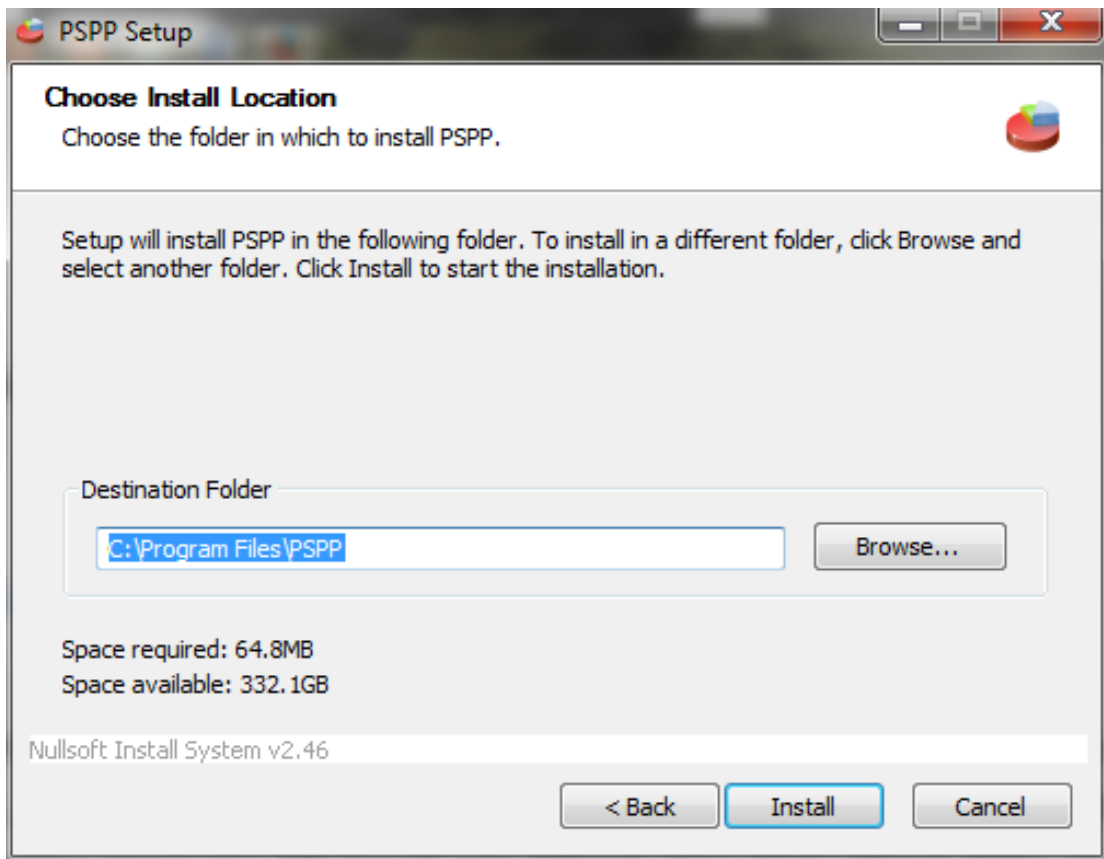 PSPP Setup
Choose Install Location
Choose the folder in which to install PSPP.
Setup will install PSPP in the following folder. To install in a different folder, click Browse and
select another folder. Click Install to start the installation.
Destination Folder
C:\Program Files\PSPP
Browse...
Space required: 64.8MB
Space available: 332.1GB
Nullsoft Install System v2.46
< Back
Install
Cancel